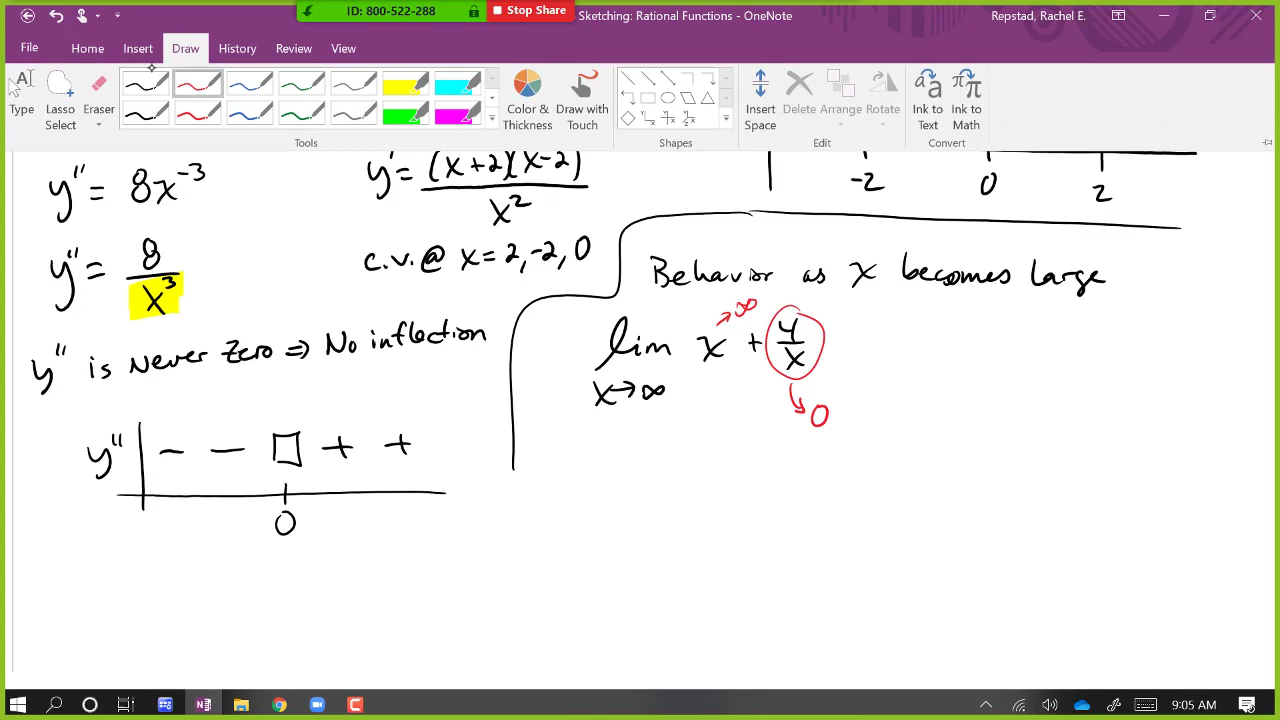 ID: 800-522-288
Stop Share
Sketching: Rational Functions - OneNote
Repstad, Rachel E.
File
Home
Insert
Draw
History
Review
View
Type
Lasso Select
Eraser
Color & Thickness
Draw with Touch
Insert Space
Delete
Arrange
Rotate
Ink to Text
Ink to Math
Tools
Shapes
Edit
Convert
y'' = 8x⁻³
y' = (x+2)(x-2) / x²
-2 0 2
y'' = 8 / x³
c.v. @ x = 2, -2, 0
y'' is Never Zero ⇒ No inflection
Behavior as x becomes large
lim x→∞ x + 4/x
→ ∞
↘ 0
y'' | - - □ + +
0
9:05 AM